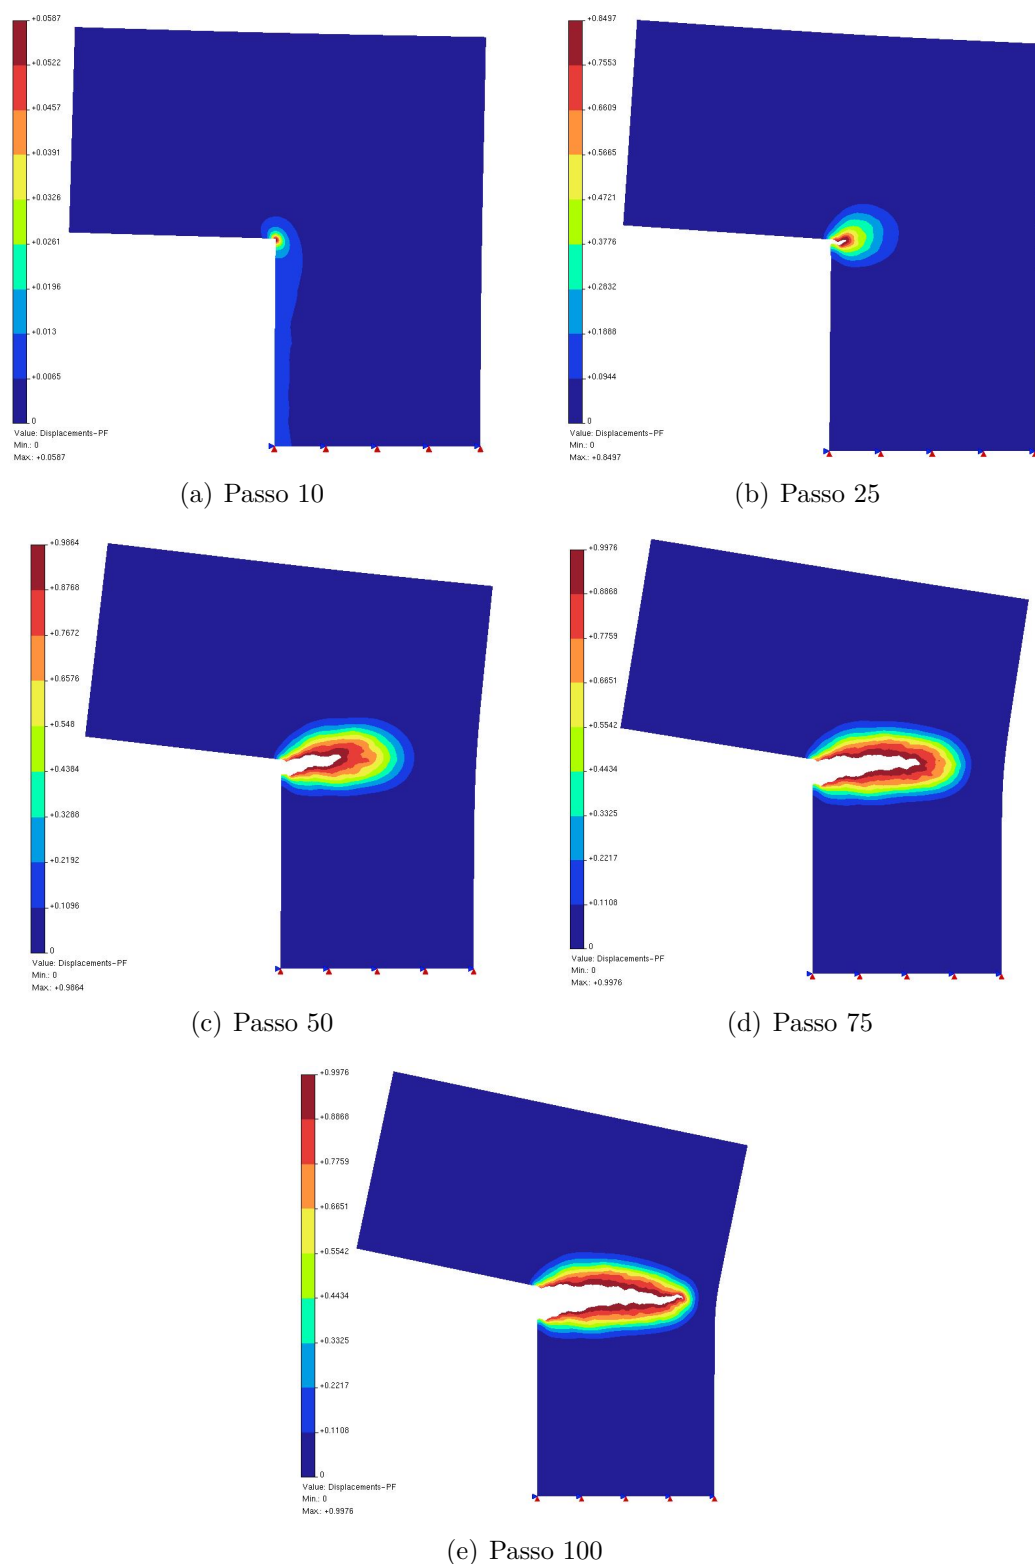 +0.0587
+0.0522
+0.0457
+0.0391
+0.0326
+0.0261
+0.0196
+0.013
+0.0065
0
Value: Displacements-PF
Min.: 0
Max.: +0.0587
(a) Passo 10
+0.8497
+0.7553
+0.6609
+0.5665
+0.4721
+0.3776
+0.2832
+0.1888
+0.0944
0
Value: Displacements-PF
Min.: 0
Max.: +0.8497
(b) Passo 25
+0.9864
+0.8768
+0.7672
+0.6576
+0.548
+0.4384
+0.3288
+0.2192
+0.1096
0
Value: Displacements-PF
Min.: 0
Max.: +0.9864
(c) Passo 50
+0.9976
+0.8868
+0.7759
+0.6651
+0.5542
+0.4434
+0.3325
+0.2217
+0.1108
0
Value: Displacements-PF
Min.: 0
Max.: +0.9976
(d) Passo 75
+0.9976
+0.8868
+0.7759
+0.6651
+0.5542
+0.4434
+0.3325
+0.2217
+0.1108
0
Value: Displacements-PF
Min.: 0
Max.: +0.9976
(e) Passo 100